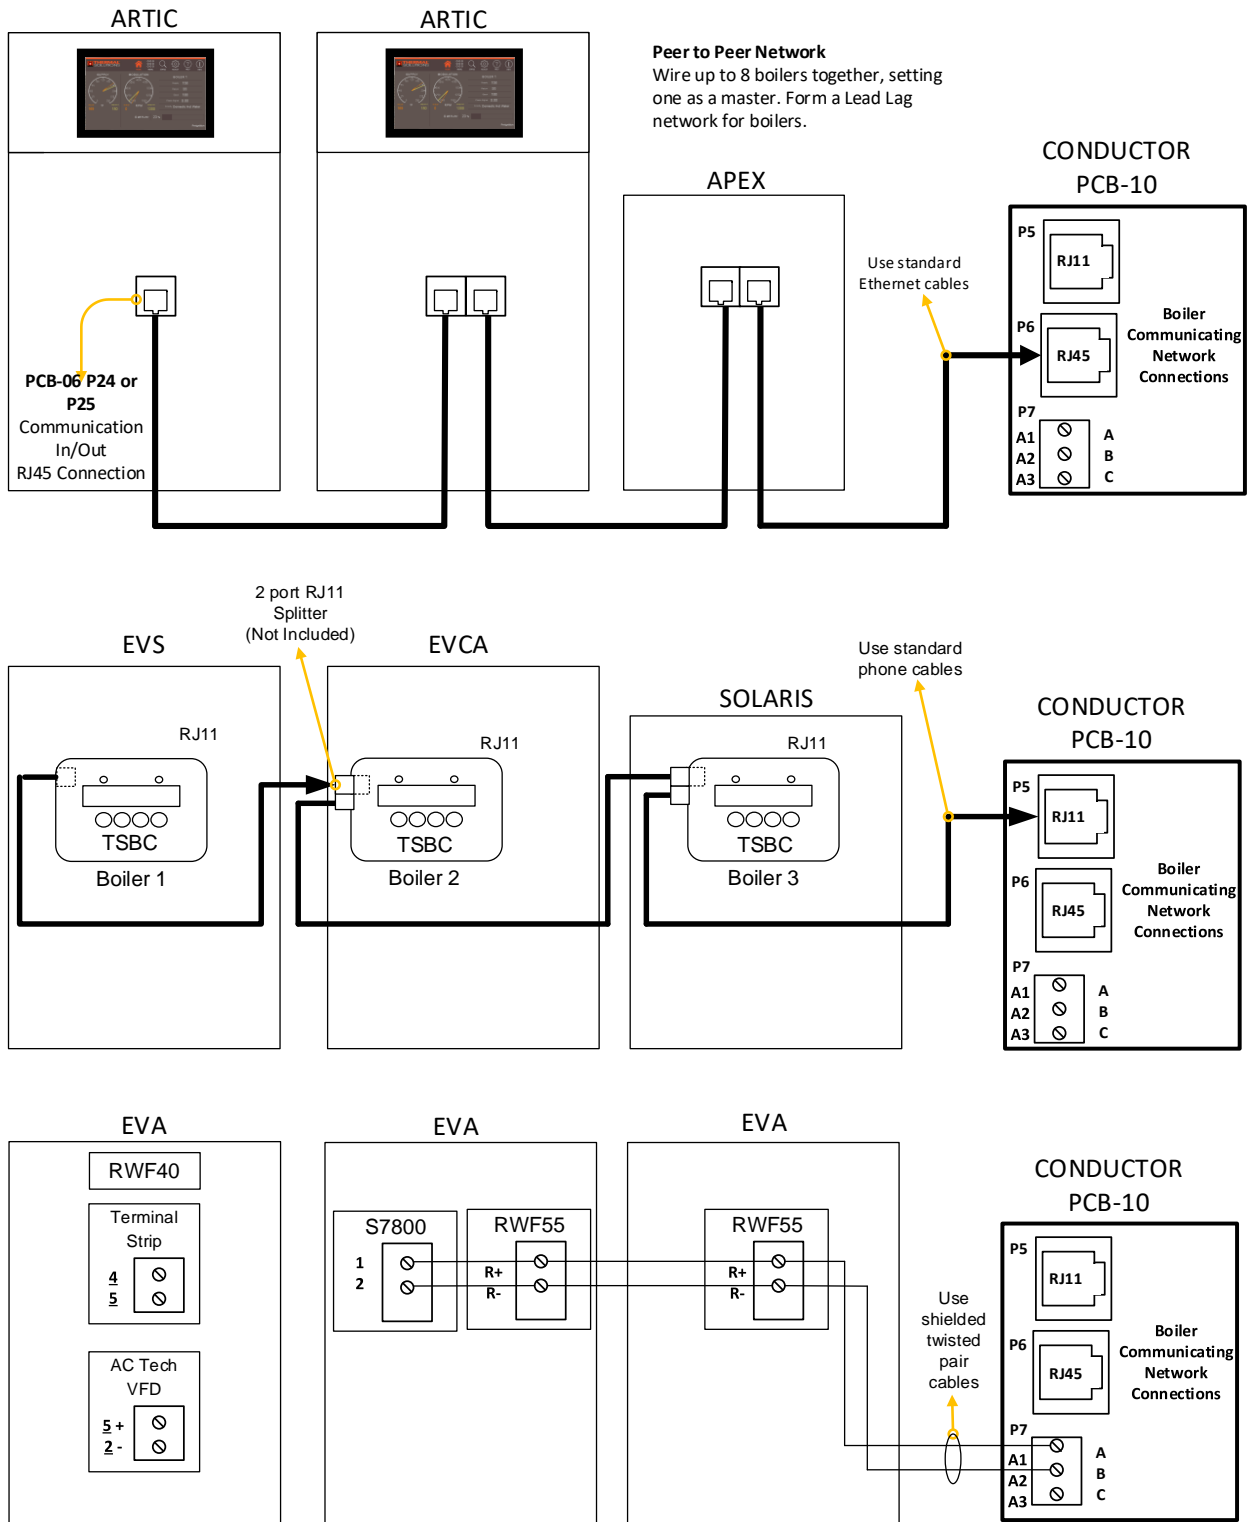 ARTIC
ARTIC
Peer to Peer Network
Wire up to 8 boilers together, setting
one as a master. Form a Lead Lag
network for boilers.
CONDUCTOR
PCB-10
APEX
P5
RJ11
Use standard
Ethernet cables
P6
RJ45
Boiler
Communicating
Network
Connections
PCB-06 P24 or
P25
Communication
In/Out
RJ45 Connection
P7
A1
A
A2
B
A3
C
2 port RJ11
Splitter
(Not Included)
EVS
EVCA
Use standard
phone cables
SOLARIS
CONDUCTOR
PCB-10
RJ11
RJ11
RJ11
P5
RJ11
TSBC
TSBC
TSBC
Boiler 1
Boiler 2
Boiler 3
Boiler
Communicating
Network
Connections
P6
RJ45
P7
A1
A
A2
B
A3
C
EVA
EVA
EVA
CONDUCTOR
PCB-10
RWF40
Terminal
Strip
4
5
S7800
1
2
RWF55
R+
R-
RWF55
R+
R-
P5
RJ11
Use
shielded
twisted
pair
cables
Boiler
Communicating
Network
Connections
P6
RJ45
AC Tech
VFD
5 +
2 -
P7
A1
A
A2
B
A3
C